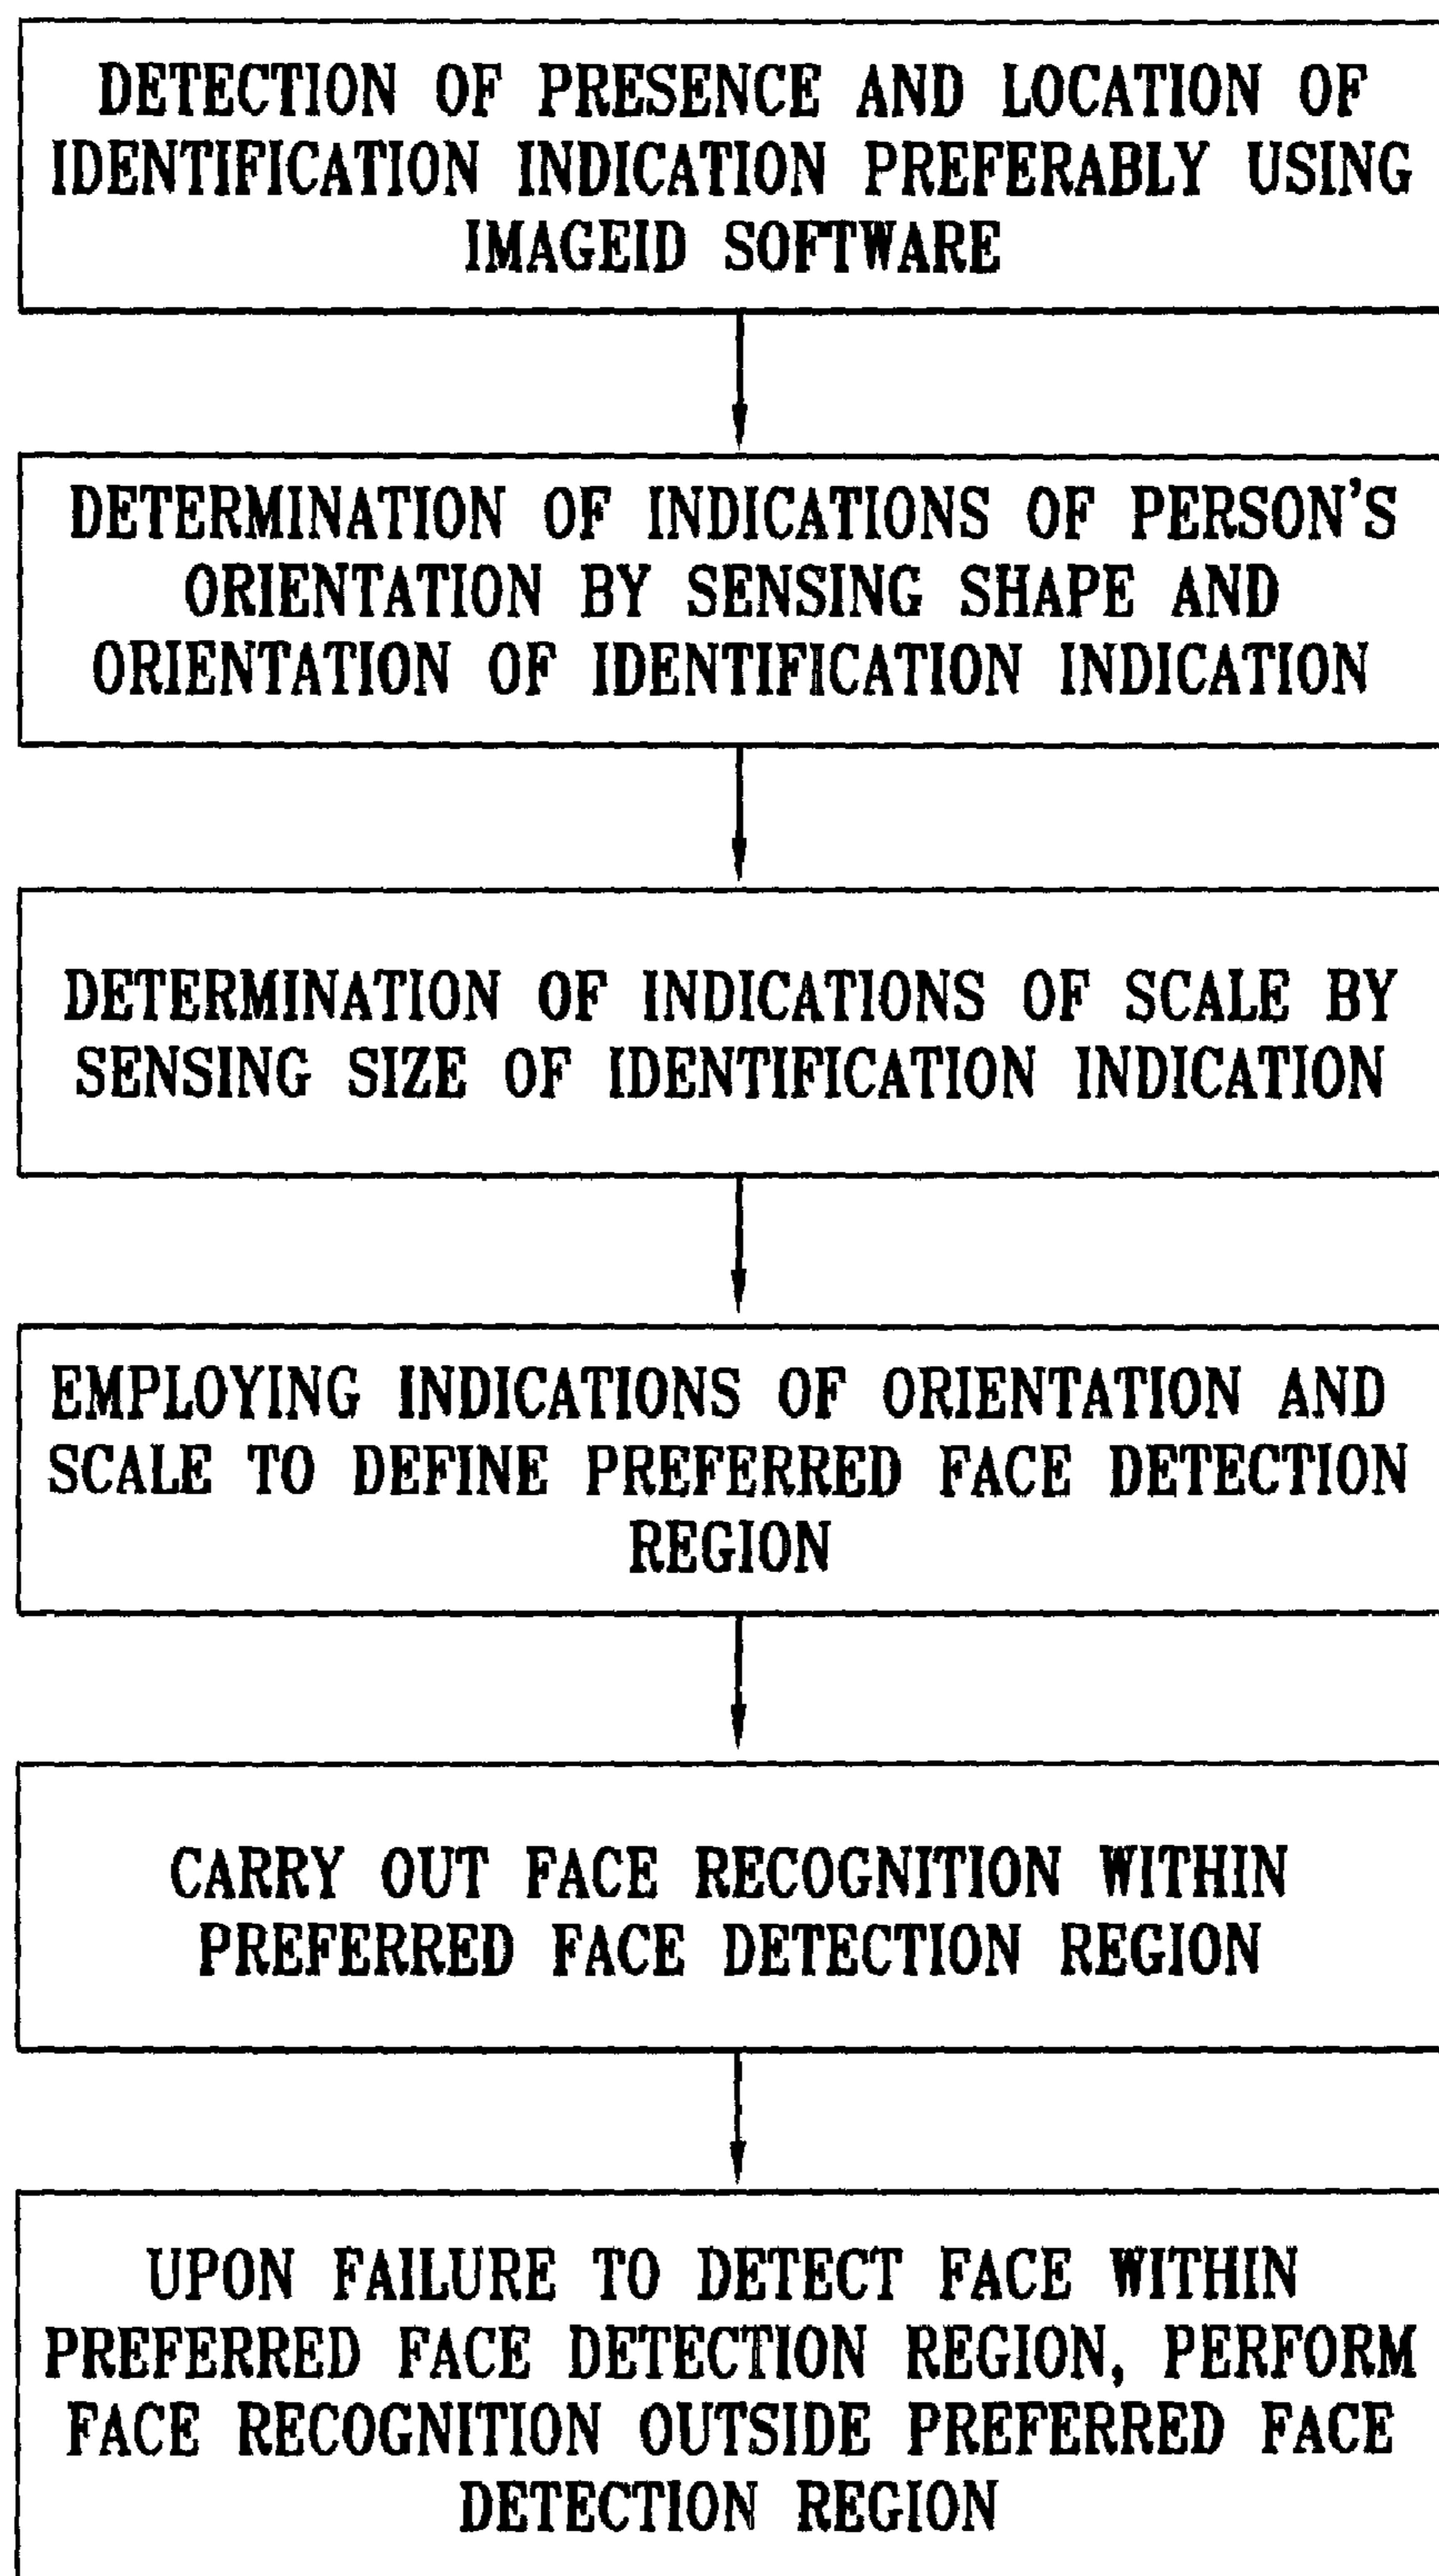 DETECTION OF PRESENCE AND LOCATION OF
IDENTIFICATION INDICATION PREFERABLY USING
IMAGEID SOFTWARE
DETERMINATION OF INDICATIONS OF PERSON'S
ORIENTATION BY SENSING SHAPE AND
ORIENTATION OF IDENTIFICATION INDICATION
DETERMINATION OF INDICATIONS OF SCALE BY
SENSING SIZE OF IDENTIFICATION INDICATION
EMPLOYING INDICATIONS OF ORIENTATION AND
SCALE TO DEFINE PREFERRED FACE DETECTION
REGION
CARRY OUT FACE RECOGNITION WITHIN
PREFERRED FACE DETECTION REGION
UPON FAILURE TO DETECT FACE WITHIN
PREFERRED FACE DETECTION REGION, PERFORM
FACE RECOGNITION OUTSIDE PREFERRED FACE
DETECTION REGION